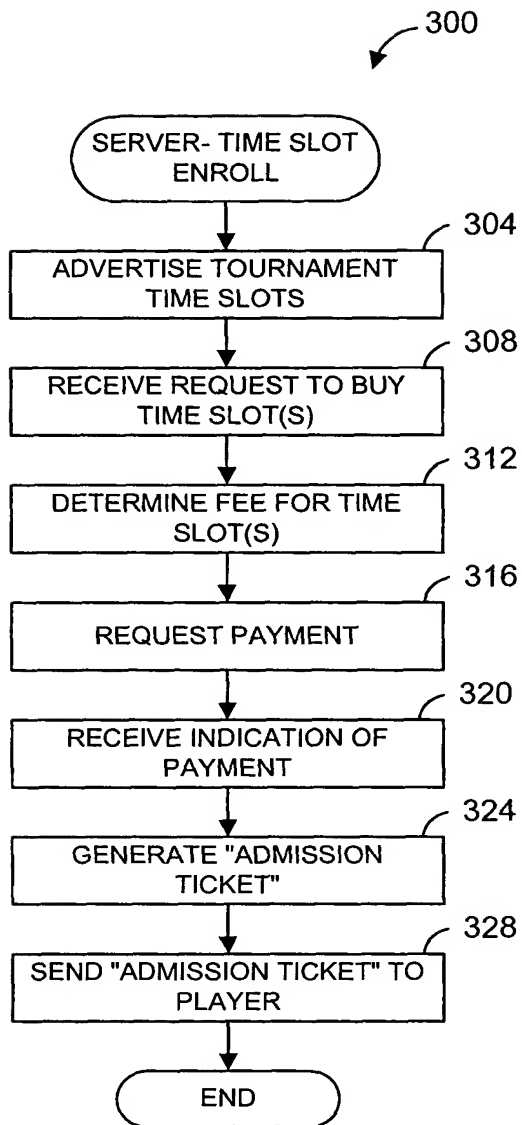 300
SERVER- TIME SLOT
ENROLL
304
ADVERTISE TOURNAMENT
TIME SLOTS
308
RECEIVE REQUEST TO BUY
TIME SLOT(S)
312
DETERMINE FEE FOR TIME
SLOT(S)
316
REQUEST PAYMENT
320
RECEIVE INDICATION OF
PAYMENT
324
GENERATE "ADMISSION
TICKET"
328
SEND "ADMISSION TICKET" TO
PLAYER
END